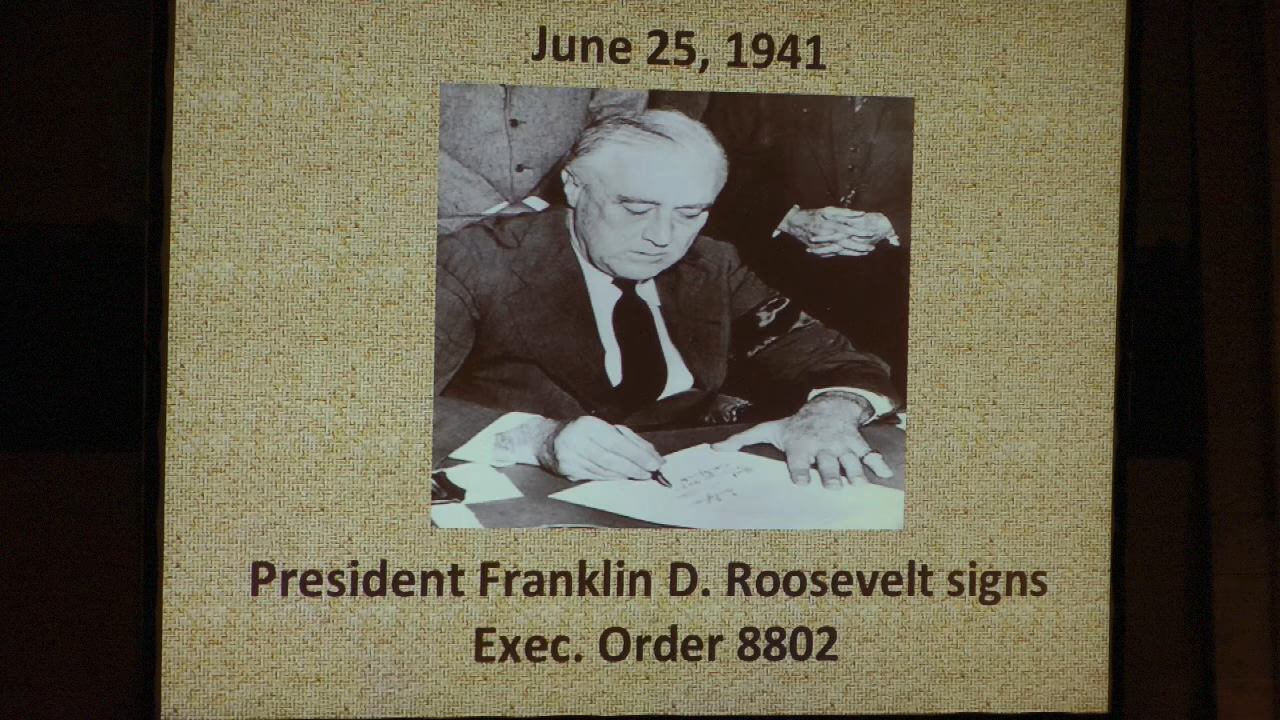 June 25, 1941
President Franklin D. Roosevelt signs
Exec. Order 8802